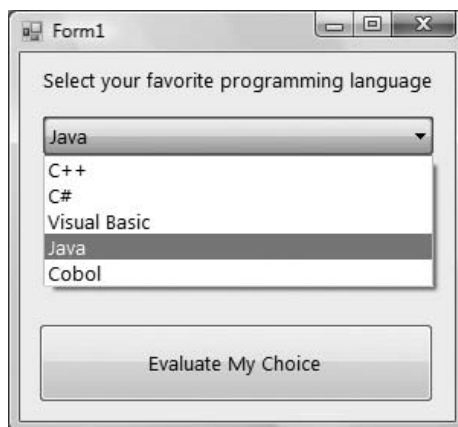 Form1
Select your favorite programming language
Java
C++
C#
Visual Basic
Java
Cobol
Evaluate My Choice